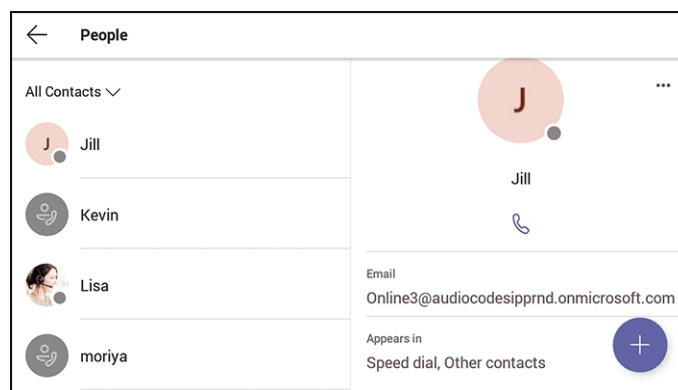 People
All Contacts
J
Jill
Kevin
Lisa
moriya
J
Jill
Email
Online3@audiocodesipprnd.onmicrosoft.com
Appears in
Speed dial, Other contacts